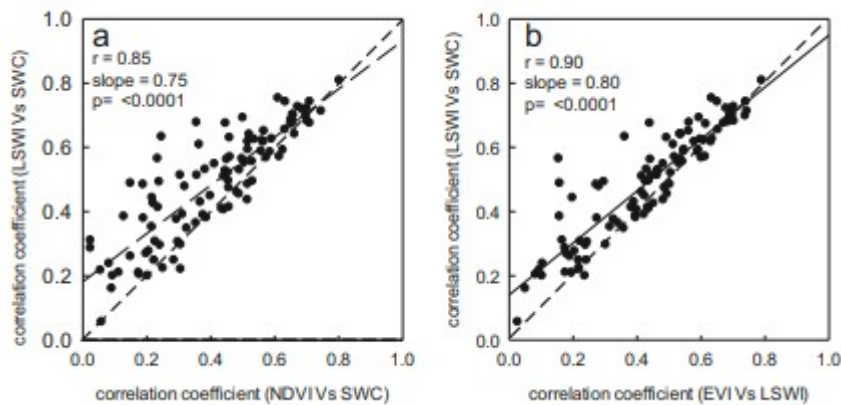 a
r = 0.85
slope = 0.75
p= <0.0001
correlation coefficient (LSWI Vs SWC)
1.0
0.8
0.6
0.4
0.2
0.0
0.0 0.2 0.4 0.6 0.8 1.0
correlation coefficient (NDVI Vs SWC)
b
r = 0.90
slope = 0.80
p= <0.0001
correlation coefficient (LSWI Vs SWC)
1.0
0.8
0.6
0.4
0.2
0.0
0.0 0.2 0.4 0.6 0.8 1.0
correlation coefficient (EVI Vs LSWI)